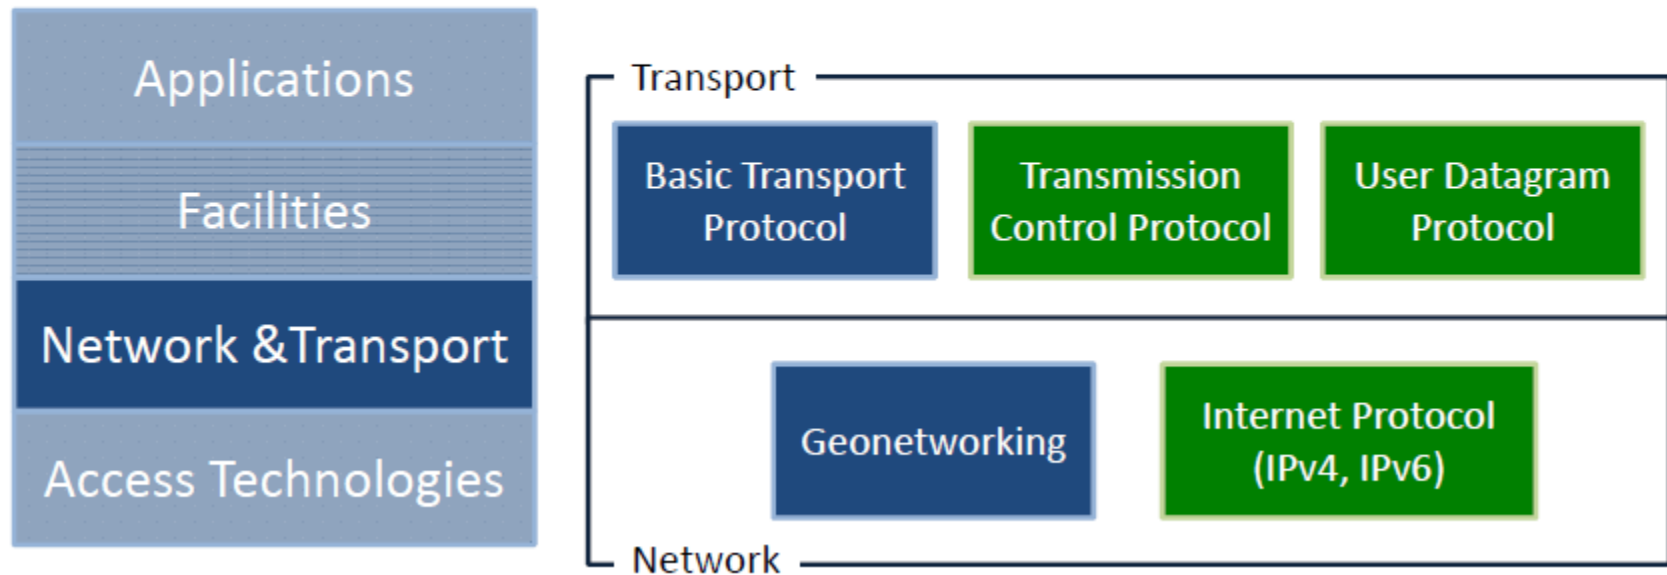 Applications
Facilities
Network &Transport
Access Technologies
Transport
Basic Transport
Protocol
Transmission
Control Protocol
User Datagram
Protocol
Geonetworking
Internet Protocol
(IPv4, IPv6)
Network